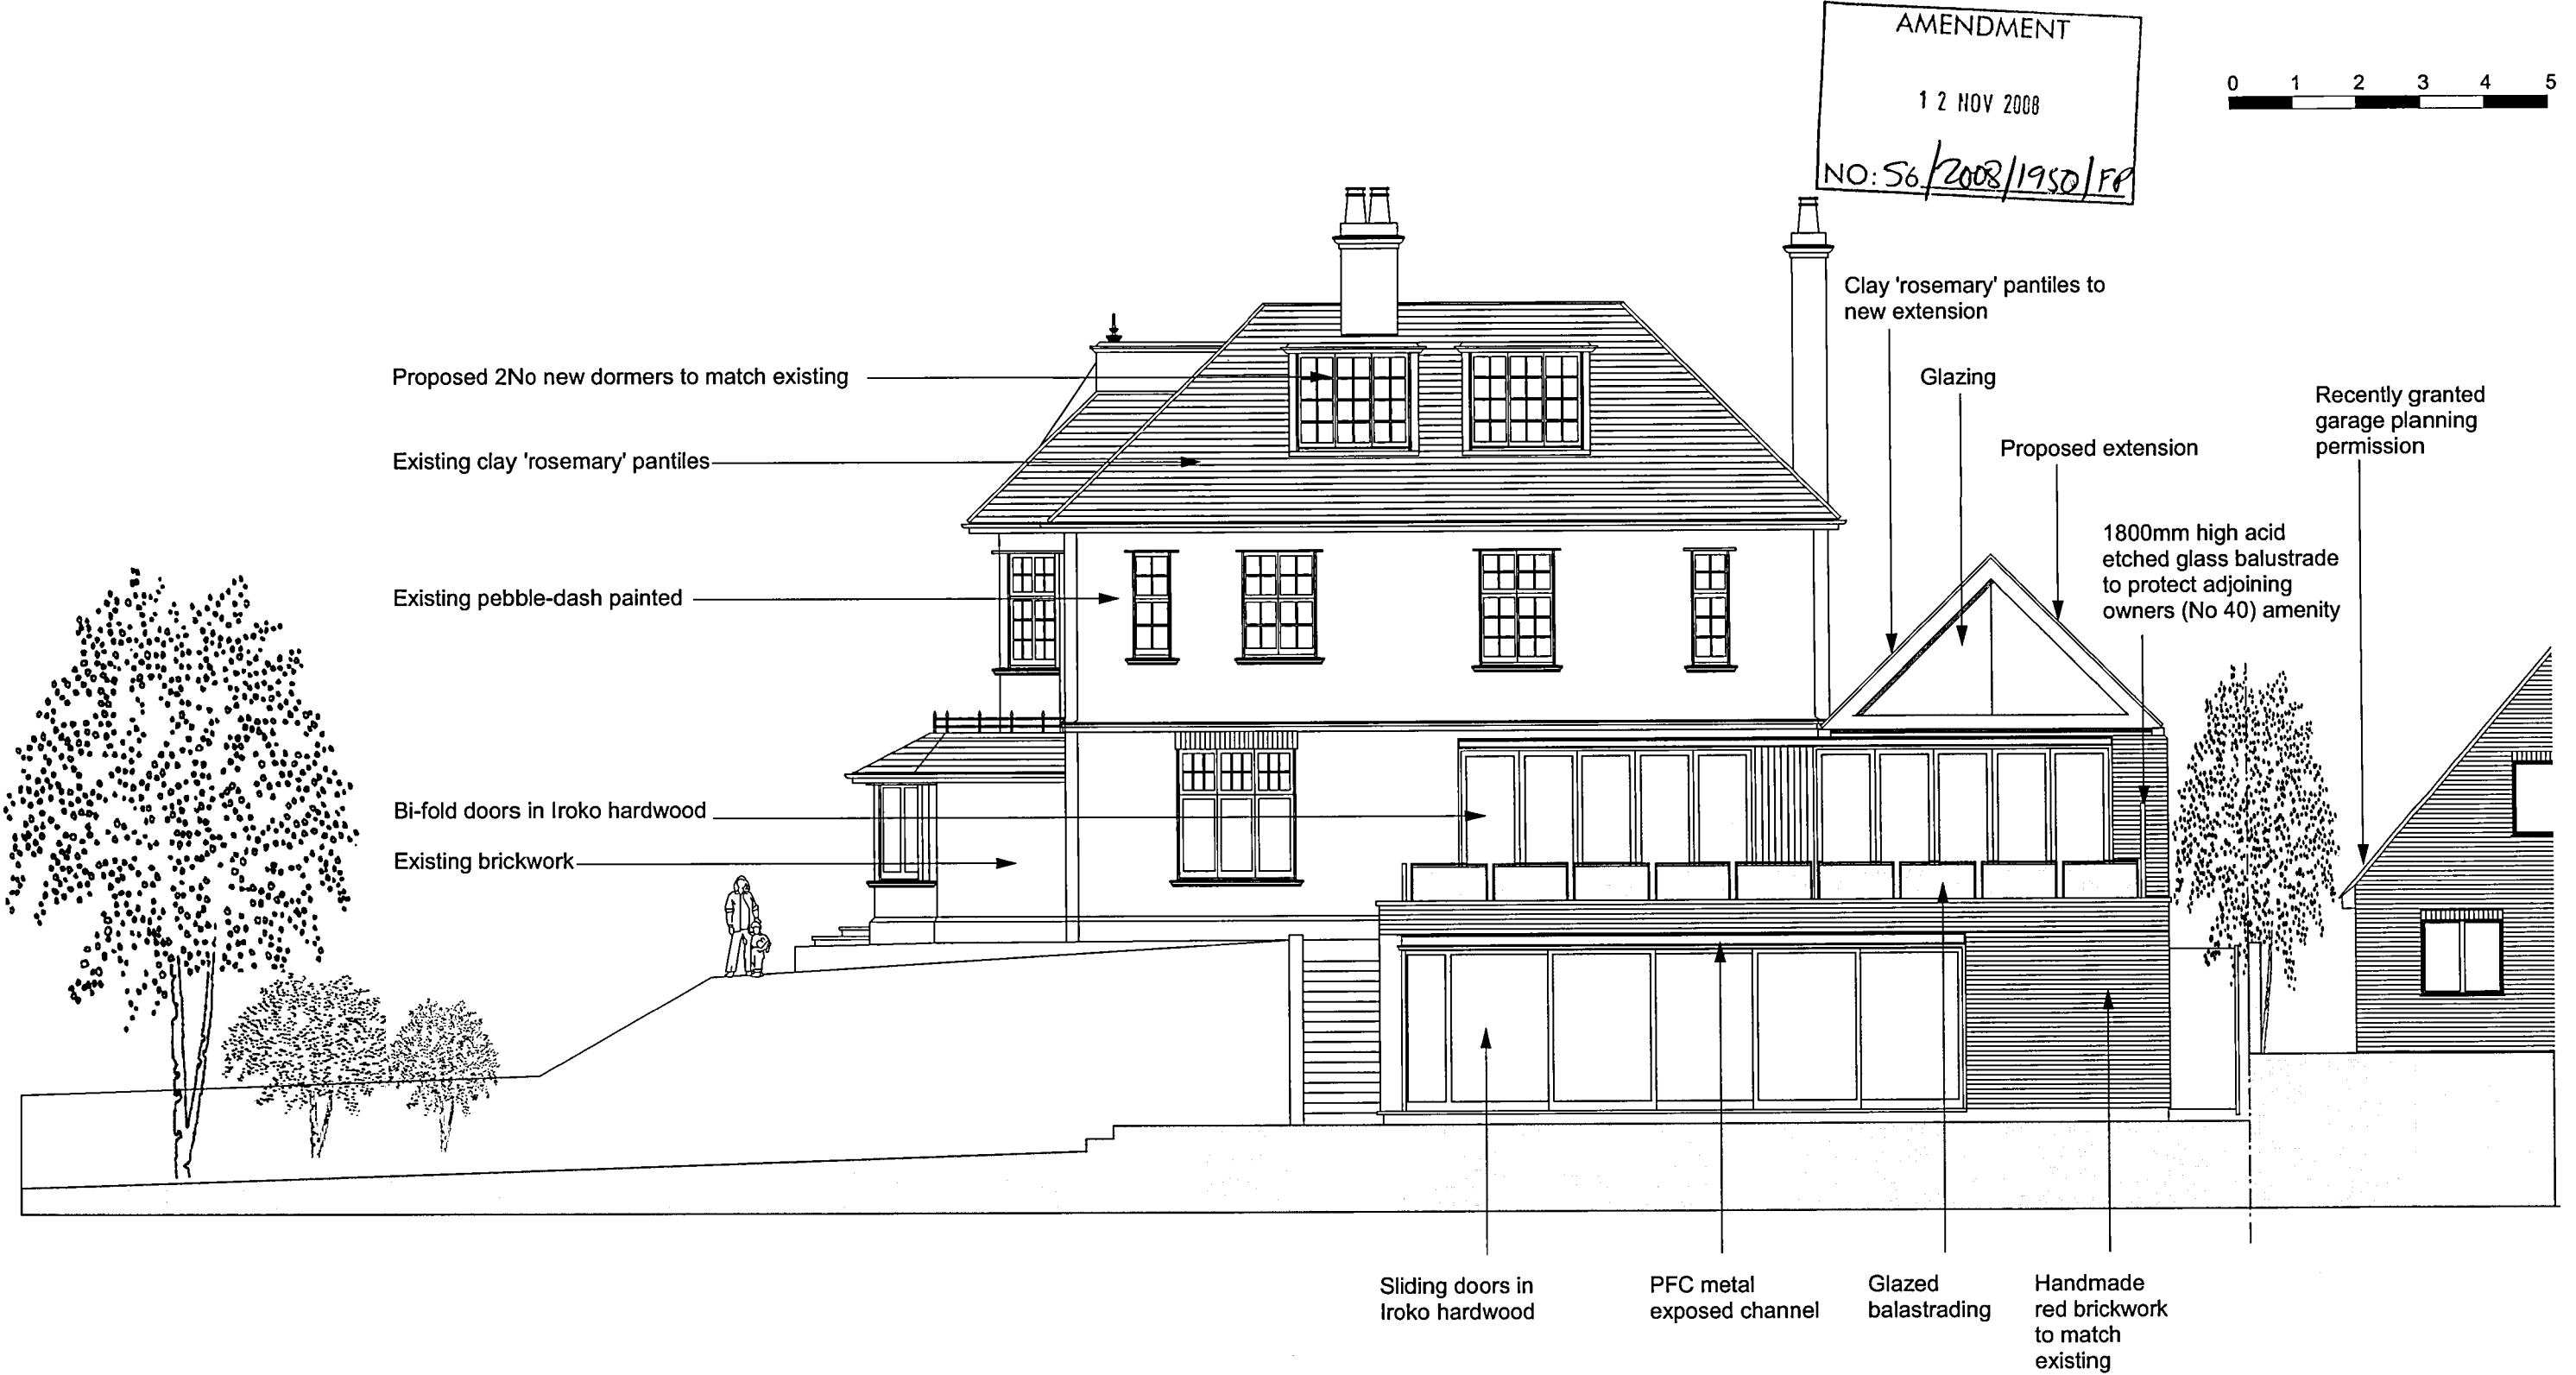 AMENDMENT
12 NOV 2008
NO: S6/2008/1950/FP
0 1 2 3 4 5
Clay 'rosemary' pantiles to
new extension
Glazing
Proposed extension
Recently granted
garage planning
permission
1800mm high acid
etched glass balustrade
to protect adjoining
owners (No 40) amenity
Proposed 2No new dormers to match existing
Existing clay 'rosemary' pantiles
Existing pebble-dash painted
Bi-fold doors in Iroko hardwood
Existing brickwork
Sliding doors in
Iroko hardwood
PFC metal
exposed channel
Glazed
balastrading
Handmade
red brickwork
to match
existing